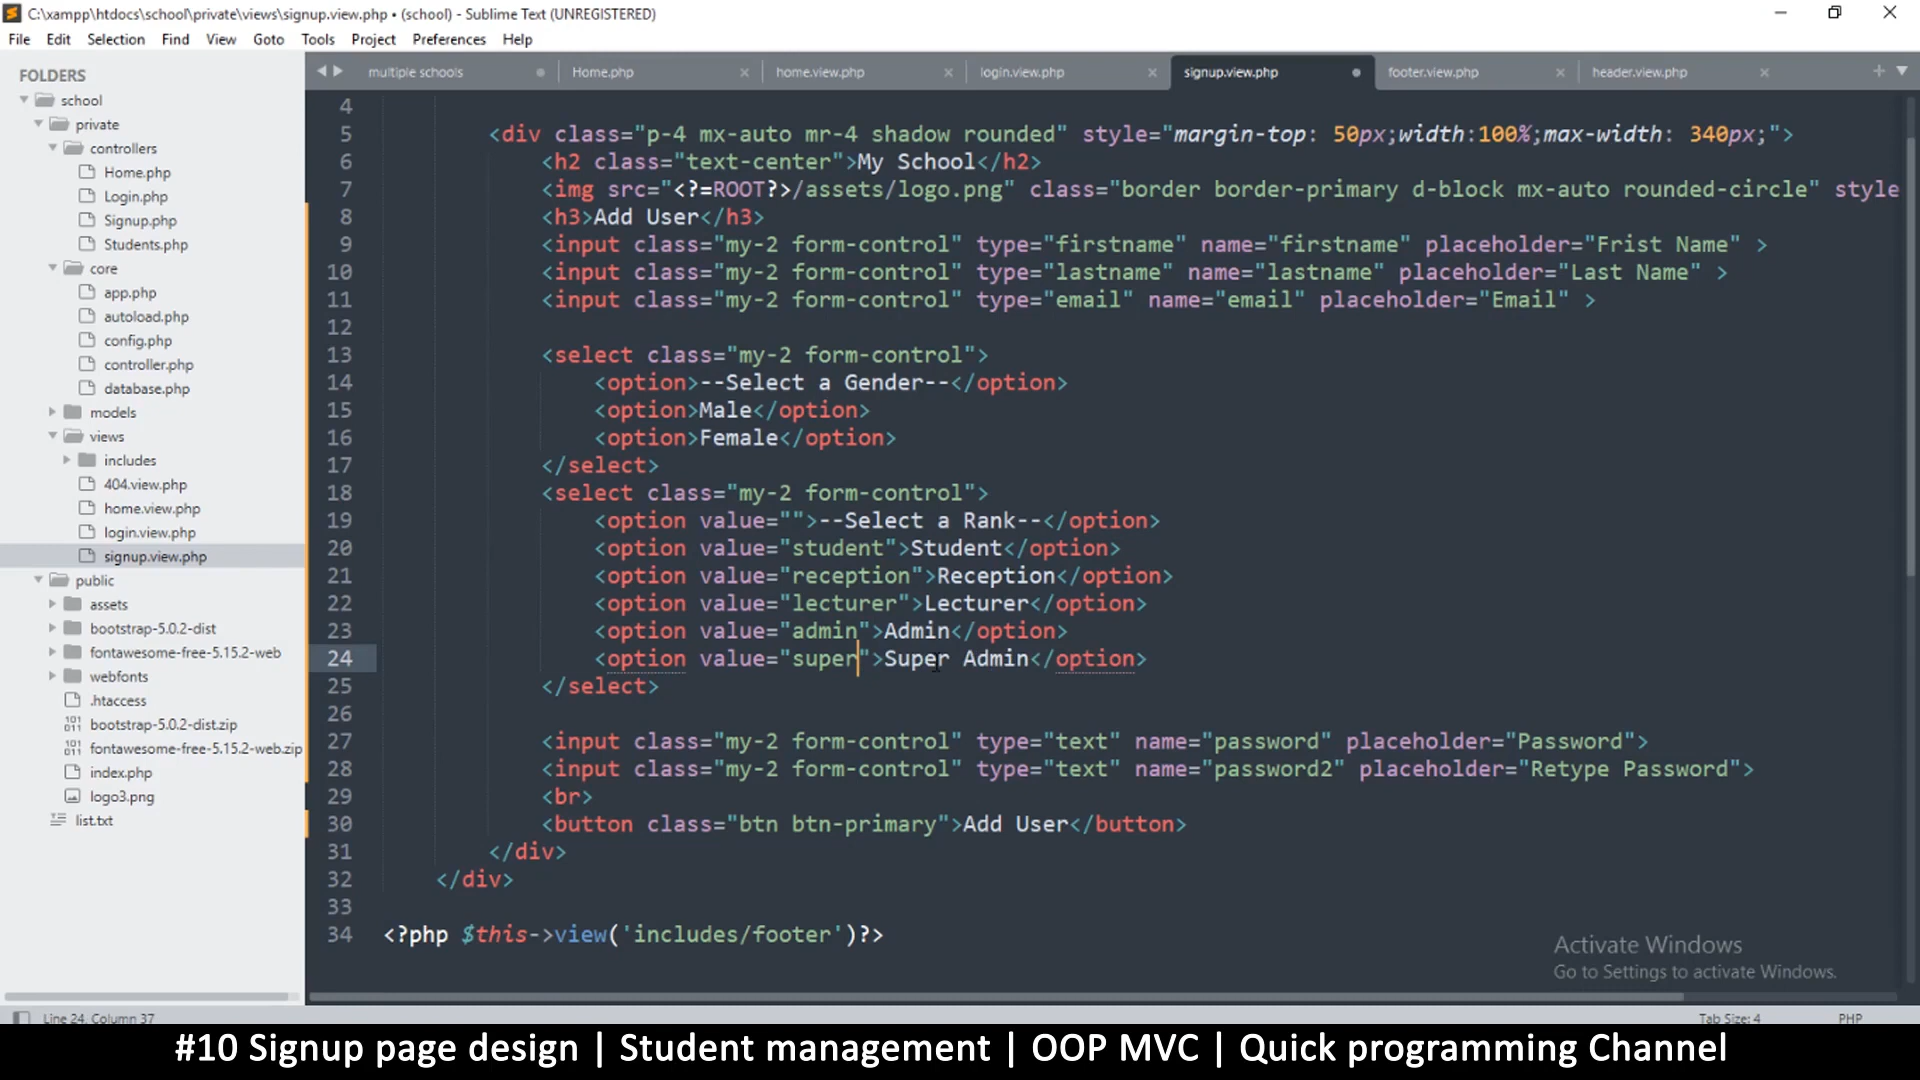 C:\xampp\htdocs\school\private\views\signup.view.php • (school) - Sublime Text (UNREGISTERED)
File Edit Selection Find View Goto Tools Project Preferences Help
FOLDERS
school
private
controllers
Home.php
Login.php
Signup.php
Students.php
core
app.php
autoload.php
config.php
controller.php
database.php
models
views
includes
404.view.php
home.view.php
login.view.php
signup.view.php
public
assets
bootstrap-5.0.2-dist
fontawesome-free-5.15.2-web
webfonts
.htaccess
bootstrap-5.0.2-dist.zip
fontawesome-free-5.15.2-web.zip
index.php
logo3.png
list.txt
multiple schools Home.php home.view.php login.view.php signup.view.php footer.view.php header.view.php
4
5 <div class="p-4 mx-auto mr-4 shadow rounded" style="margin-top: 50px;width:100%;max-width: 340px;">
6 <h2 class="text-center">My School</h2>
7 <img src="<?=ROOT?>/assets/logo.png" class="border border-primary d-block mx-auto rounded-circle" style
8 <h3>Add User</h3>
9 <input class="my-2 form-control" type="firstname" name="firstname" placeholder="Frist Name" >
10 <input class="my-2 form-control" type="lastname" name="lastname" placeholder="Last Name" >
11 <input class="my-2 form-control" type="email" name="email" placeholder="Email" >
12
13 <select class="my-2 form-control">
14 <option>--Select a Gender--</option>
15 <option>Male</option>
16 <option>Female</option>
17 </select>
18 <select class="my-2 form-control">
19 <option value="">--Select a Rank--</option>
20 <option value="student">Student</option>
21 <option value="reception">Reception</option>
22 <option value="lecturer">Lecturer</option>
23 <option value="admin">Admin</option>
24 <option value="super">Super Admin</option>
25 </select>
26
27 <input class="my-2 form-control" type="text" name="password" placeholder="Password">
28 <input class="my-2 form-control" type="text" name="password2" placeholder="Retype Password">
29 <br>
30 <button class="btn btn-primary">Add User</button>
31 </div>
32 </div>
33
34 <?php $this->view('includes/footer')?>
Activate Windows
Go to Settings to activate Windows.
Line 24, Column 37 Tab Size: 4 PHP
#10 Signup page design | Student management | OOP MVC | Quick programming Channel